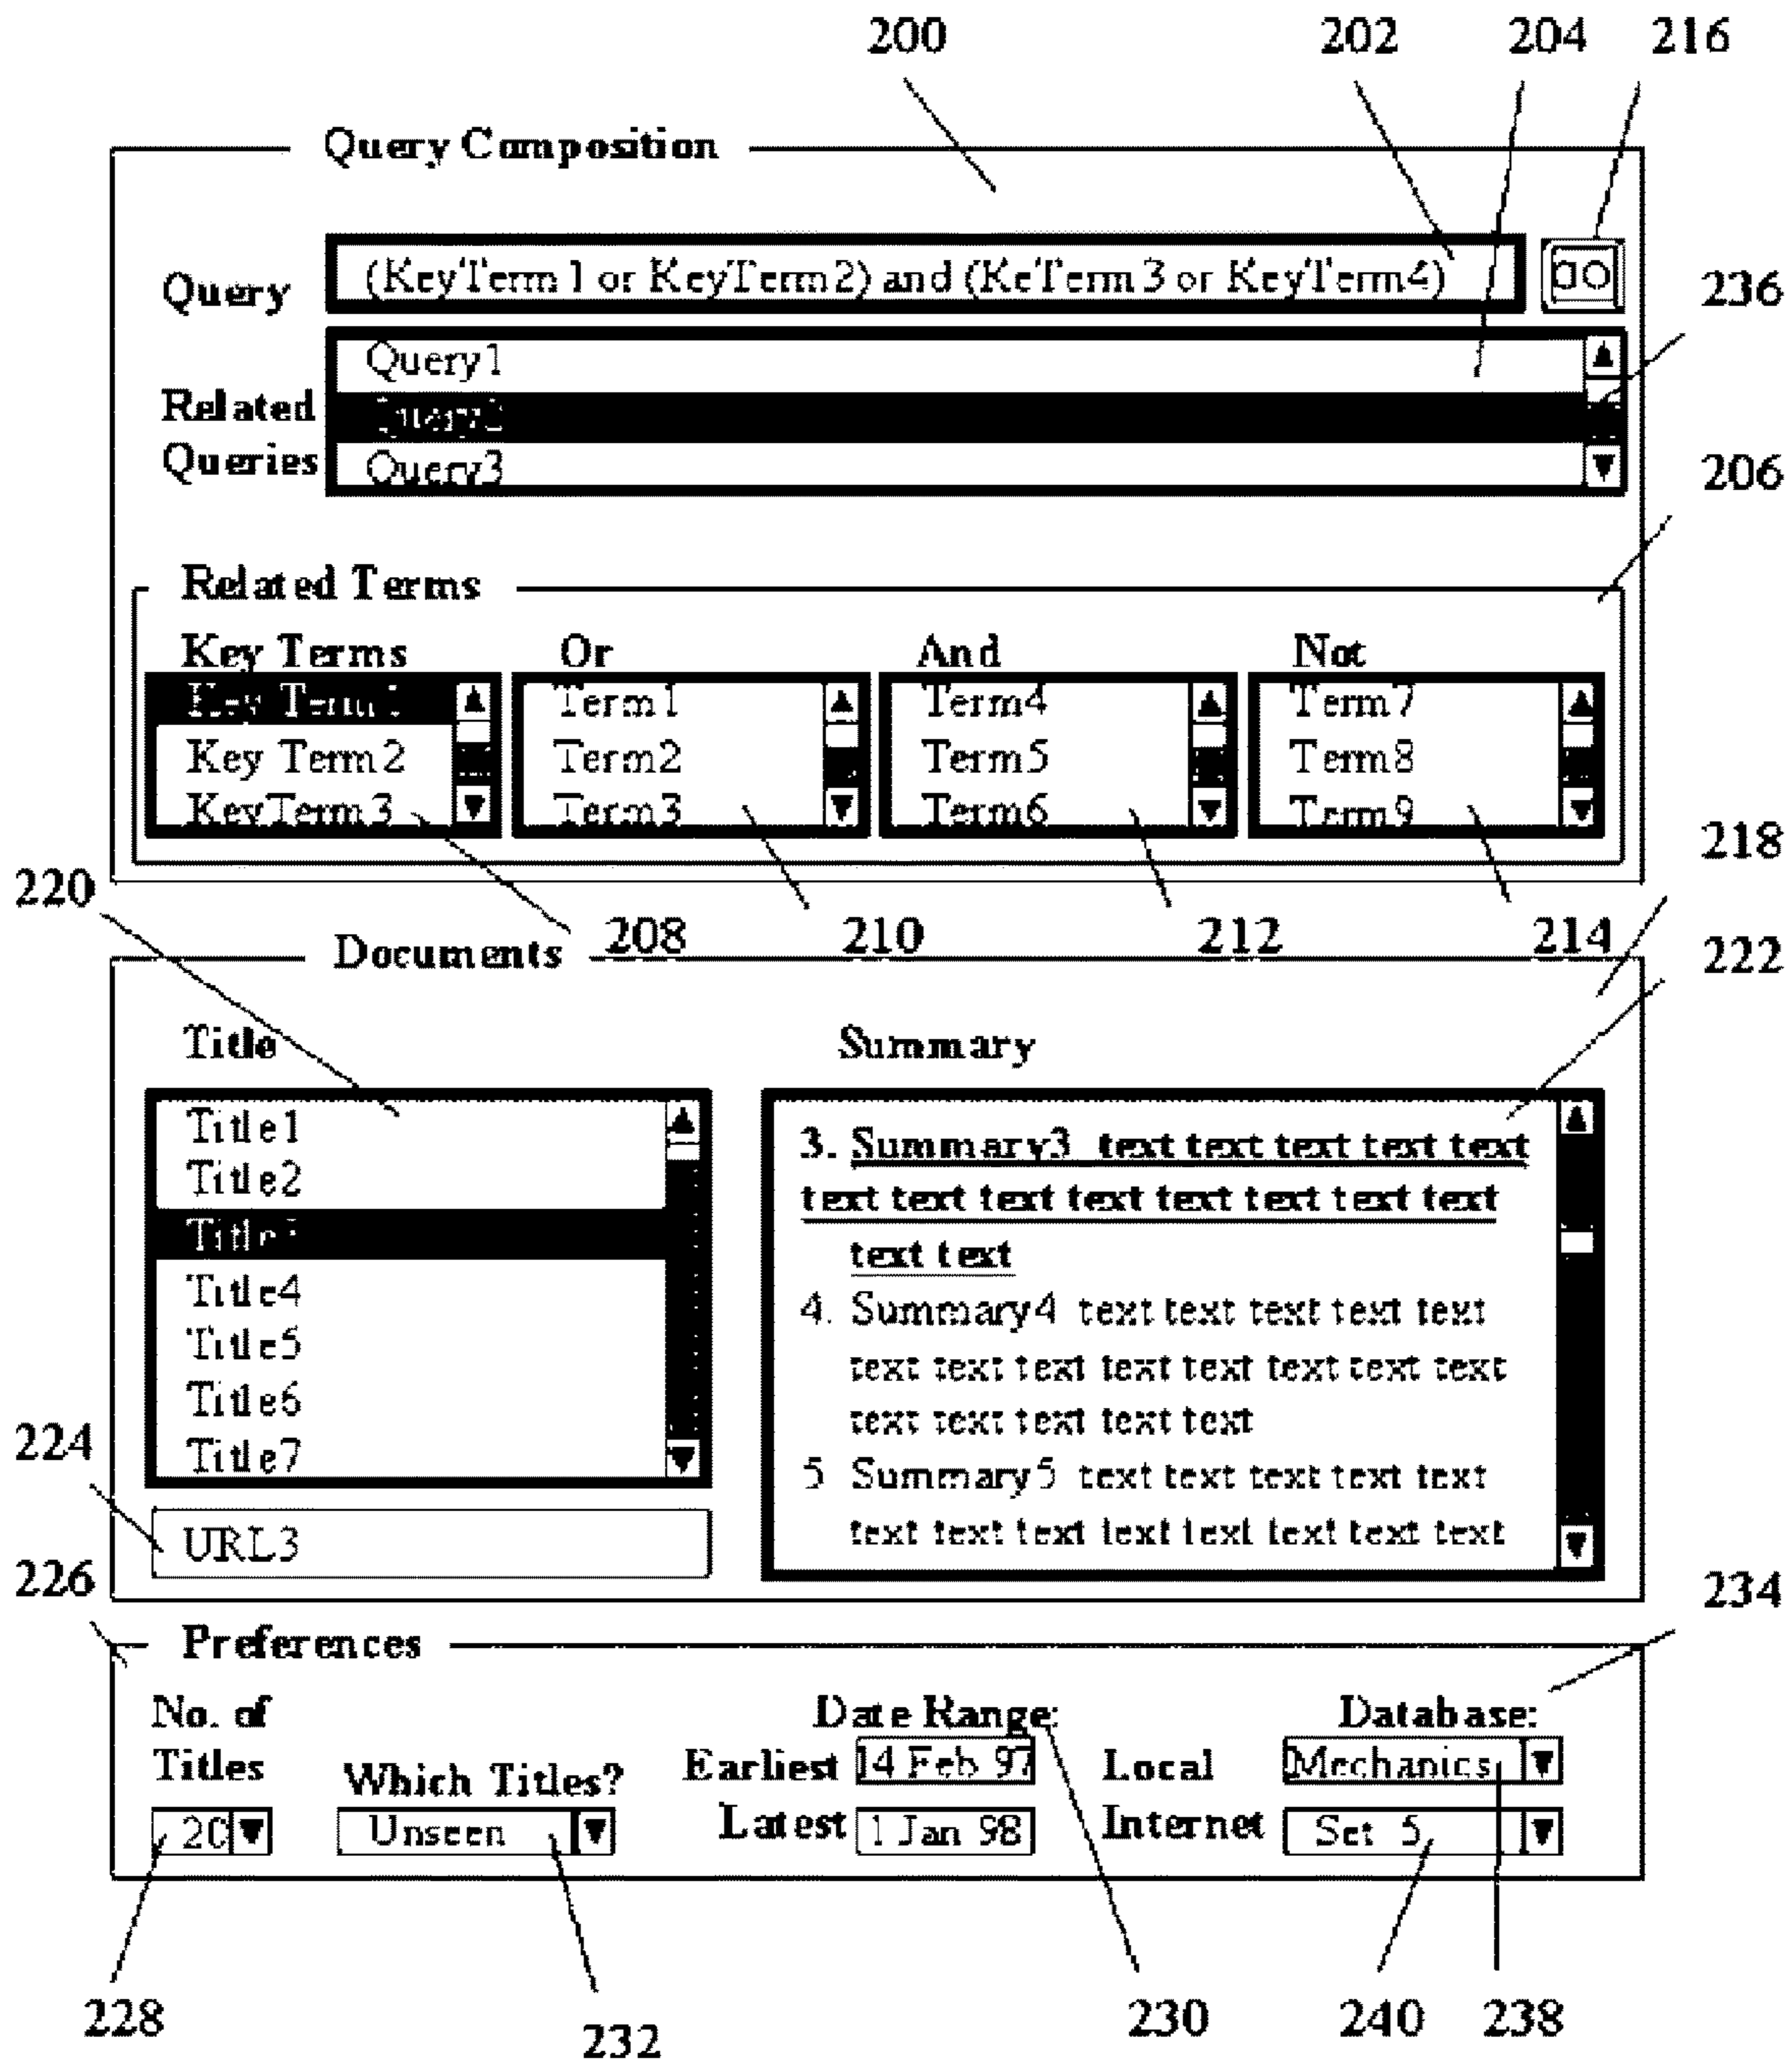 200 202 204 216
Query Composition
Query (KeyTerm1 or KeyTerm2) and (KeTerm3 or KeyTerm4) go
236
Related Queries
Query1
Query2
Query3
206
Related Terms
Key Terms Or And Not
Key Term1 Term1 Term4 Term7
Key Term2 Term2 Term5 Term8
KeyTerm3 Term3 Term6 Term9
218
220
208 210 212 214
222
Documents
Title Summary
Title1
Title2
Title3
Title4
Title5
Title6
Title7
3. Summary3 text text text text text
text text text text text text text text
text text
4. Summary4 text text text text text
text text text text text text text text
text text text text text
5 Summary5 text text text text text
text text text text text text text text
224
URL3
226
234
Preferences
No. of Titles
20
Which Titles?
Unseen
Date Range:
Earliest 14 Feb 97
Latest 1 Jan 98
Database:
Local Mechanics
Internet Set 5
228 232 230 240 238